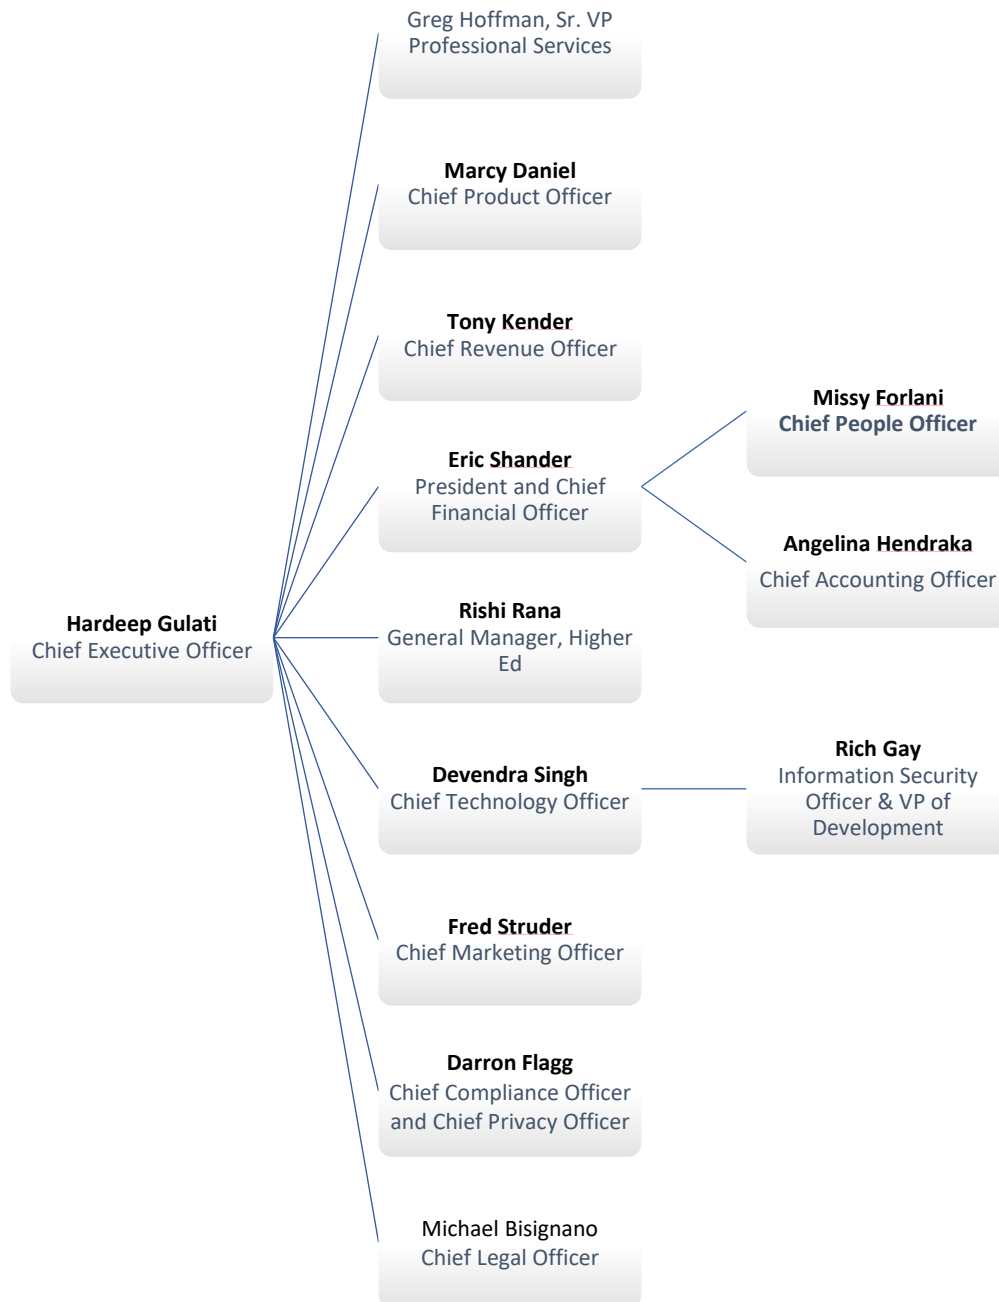 Greg Hoffman, Sr. VP
Professional Services
Marcy Daniel
Chief Product Officer
Tony Kender
Chief Revenue Officer
Missy Forlani
Chief People Officer
Eric Shander
President and Chief
Financial Officer
Angelina Hendraka
Chief Accounting Officer
Hardeep Gulati
Chief Executive Officer
Rishi Rana
General Manager, Higher
Ed
Rich Gay
Information Security
Officer & VP of
Development
Devendra Singh
Chief Technology Officer
Fred Struder
Chief Marketing Officer
Darron Flagg
Chief Compliance Officer
and Chief Privacy Officer
Michael Bisignano
Chief Legal Officer